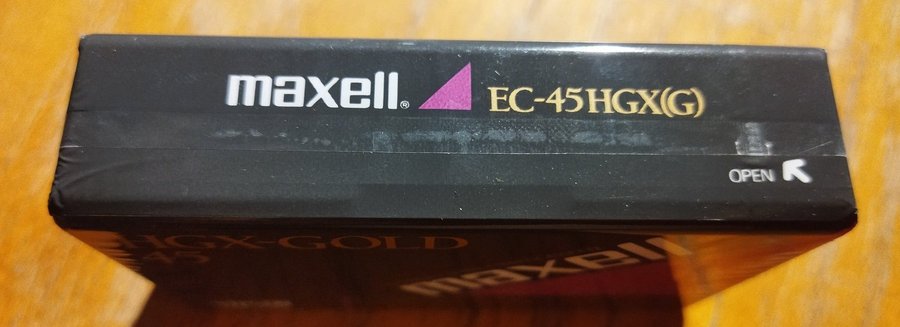 maxell® EC-45HGX(G)
OPEN
HGX-GOLD
-45
maxell